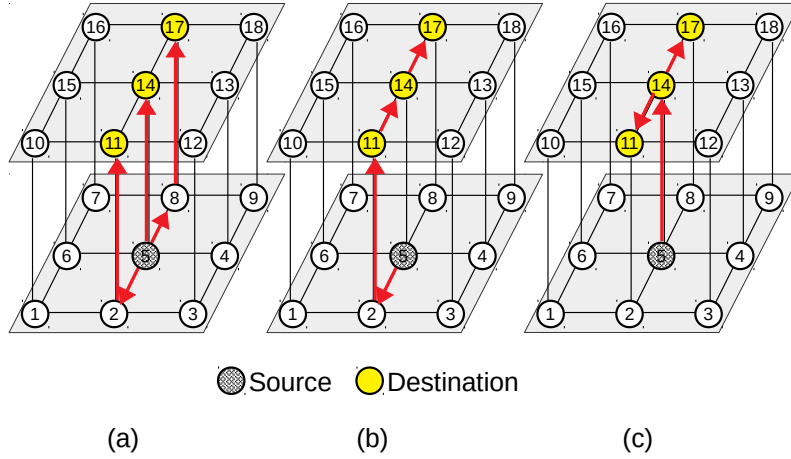 16 17 18 16 17 18 16 17 18
15 14 13 15 14 13 15 14 13
10 11 12 10 11 12 10 11 12
7 8 9 7 8 9 7 8 9
6 5 4 6 5 4 6 5 4
1 2 3 1 2 3 1 2 3
Source Destination
(a) (b) (c)